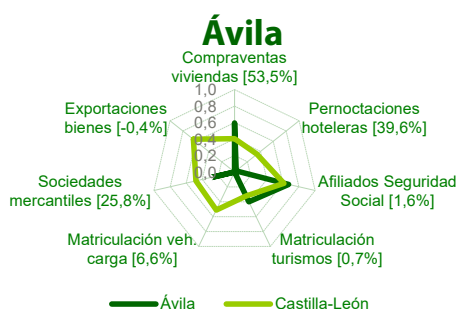 Ávila
Compraventas
viviendas [53,5%]
1,0
0,8
0,6
0,4
0,2
0,0
Pernoctaciones
hoteleras [39,6%]
Afiliados Seguridad
Social [1,6%]
Matriculación
turismos [0,7%]
Matriculación veh.
carga [6,6%]
Sociedades
mercantiles [25,8%]
Exportaciones
bienes [-0,4%]
Ávila
Castilla-León